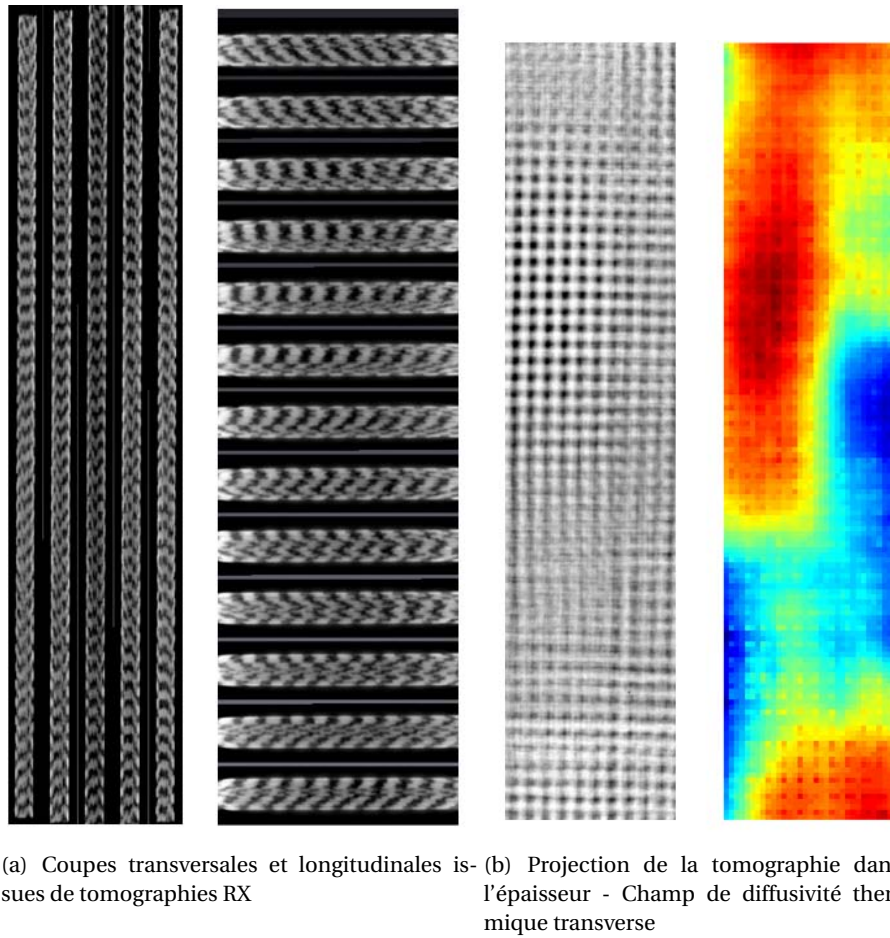 (a) Coupes transversales et longitudinales is-
sues de tomographies RX
(b) Projection de la tomographie dan
l'épaisseur - Champ de diffusivité ther
mique transverse